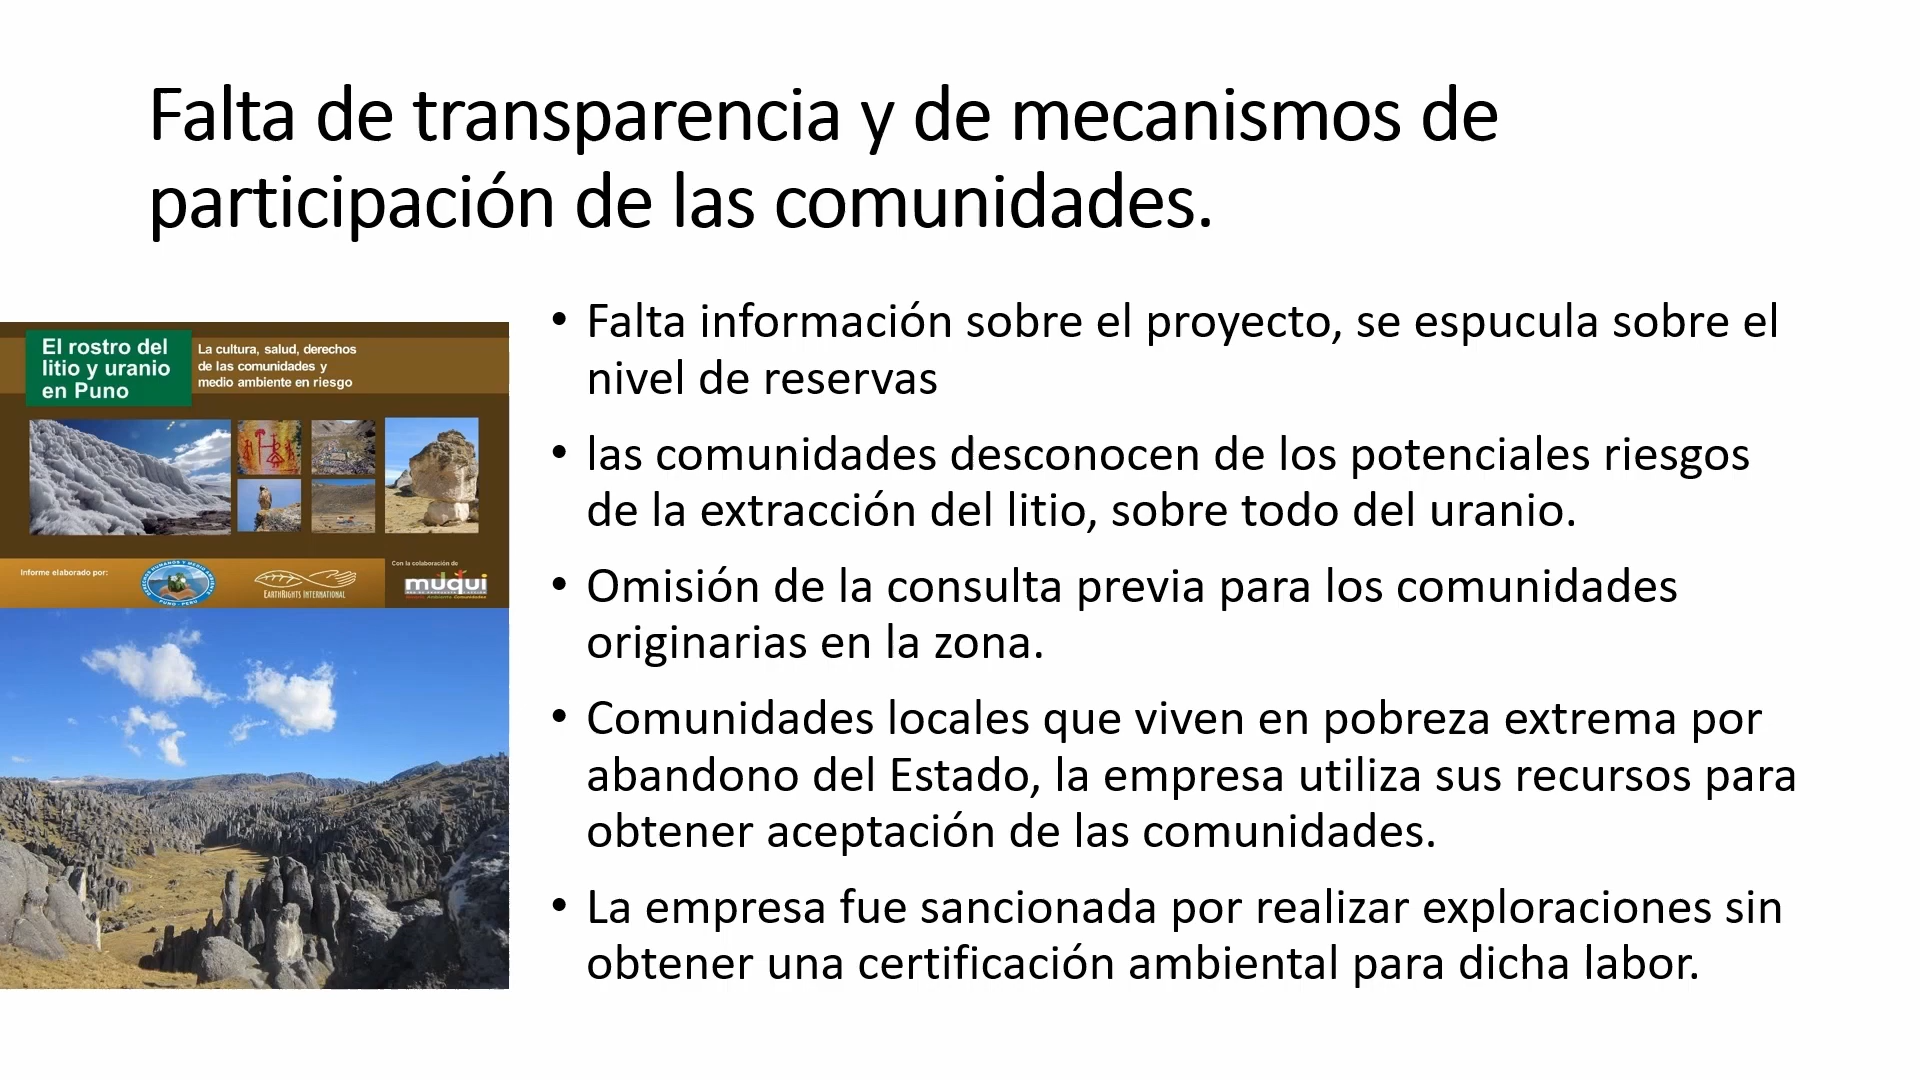 Falta de transparencia y de mecanismos de
participación de las comunidades.
El rostro del
litio y uranio
en Puno
La cultura, salud, derechos
de las comunidades y
medio ambiente en riesgo
Informe elaborado por:
EARTHRIGHTS INTERNATIONAL
Con la colaboración de
muqui
• Falta información sobre el proyecto, se espucula sobre el
nivel de reservas
• las comunidades desconocen de los potenciales riesgos
de la extracción del litio, sobre todo del uranio.
• Omisión de la consulta previa para los comunidades
originarias en la zona.
• Comunidades locales que viven en pobreza extrema por
abandono del Estado, la empresa utiliza sus recursos para
obtener aceptación de las comunidades.
• La empresa fue sancionada por realizar exploraciones sin
obtener una certificación ambiental para dicha labor.